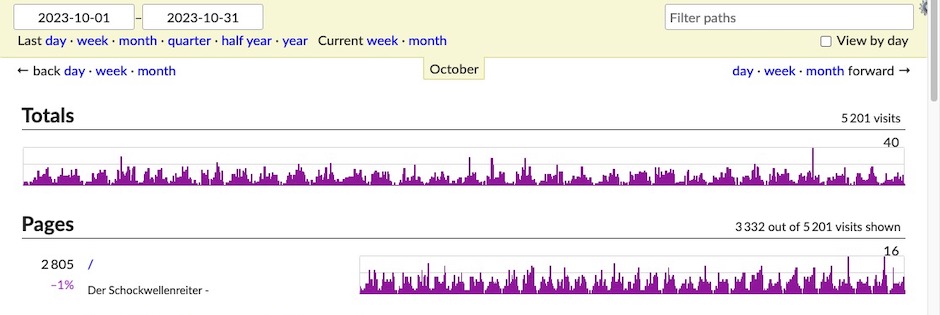 2023-10-01 – 2023-10-31 Filter paths
Last day · week · month · quarter · half year · year Current week · month View by day
← back day · week · month October day · week · month forward →
Totals 5 201 visits
40
Pages 3 332 out of 5 201 visits shown
16
2 805 /
−1% Der Schockwellenreiter -